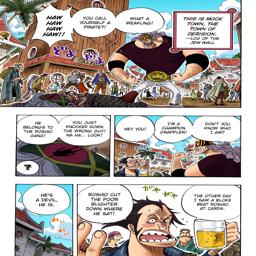 HAW
HAW
HAW
HAW!!
YOU CALL
YOURSELF A
PIRATE?!
WHAT A
WEAKLING!
THIS IS MOCK
TOWN, THE
TOWN OF
DERISION.
—LOG OF THE
JEW WALL
HE
BELONGS TO
THE ROSHIO
GANG!
YOU JUST
KNOCKED DOWN
THE WRONG GUY!
HA HA... LOOK!
HEY YOU!
I'M A
CHAMPION
GRAPPLER!
DON'T YOU
KNOW WHO
I AM?
?
HE'S
A DEVIL,
HE IS.
ROSHIO CUT
THE POOR
BLIGHTER
DOWN WHERE
HE SAT!
THE OTHER DAY
I SAW A BLOKE
BEAT ROSHIO
AT CARDS.